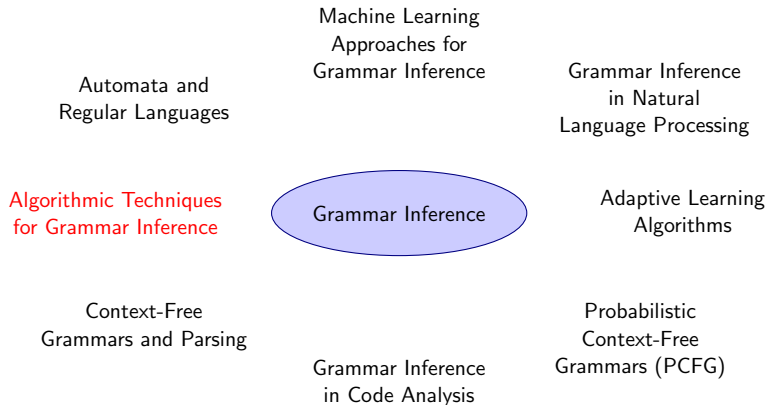 Machine Learning
Approaches for
Grammar Inference
Automata and
Regular Languages
Grammar Inference
in Natural
Language Processing
Algorithmic Techniques
for Grammar Inference
Grammar Inference
Adaptive Learning
Algorithms
Context-Free
Grammars and Parsing
Grammar Inference
in Code Analysis
Probabilistic
Context-Free
Grammars (PCFG)